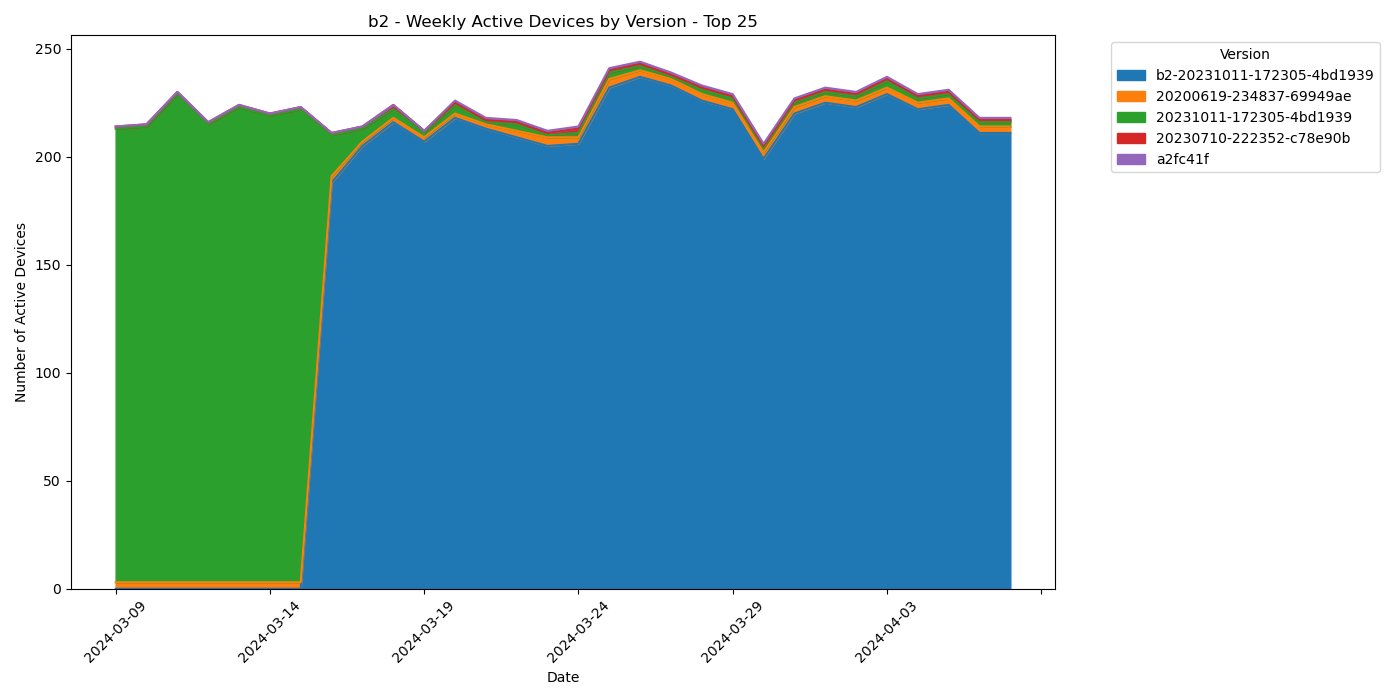 b2 - Weekly Active Devices by Version - Top 25
Number of Active Devices
250
200
150
100
50
0
2024-03-09
2024-03-14
2024-03-19
2024-03-24
2024-03-29
2024-04-03
Date
Version
b2-20231011-172305-4bd1939
20200619-234837-69949ae
20231011-172305-4bd1939
20230710-222352-c78e90b
a2fc41f